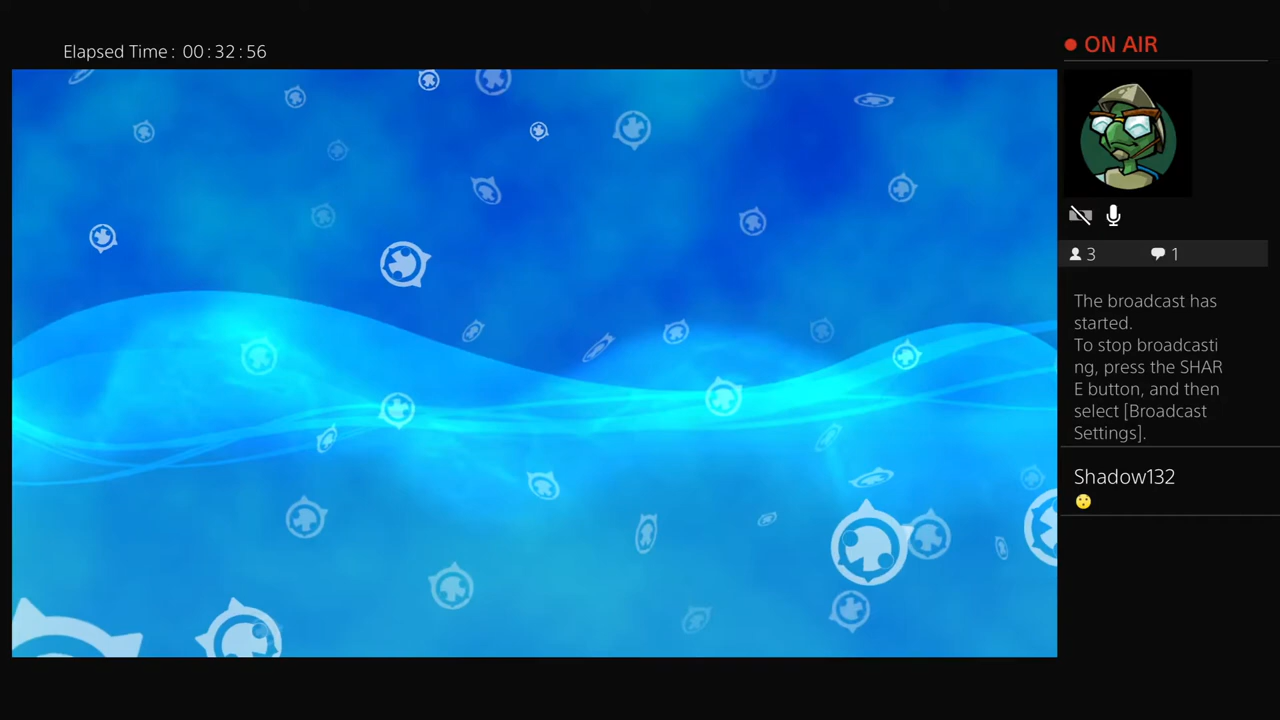 Elapsed Time: 00:32:56
ON AIR
3 1
The broadcast has
started.
To stop broadcasti
ng, press the SHAR
E button, and then
select [Broadcast
Settings].
Shadow132
😯